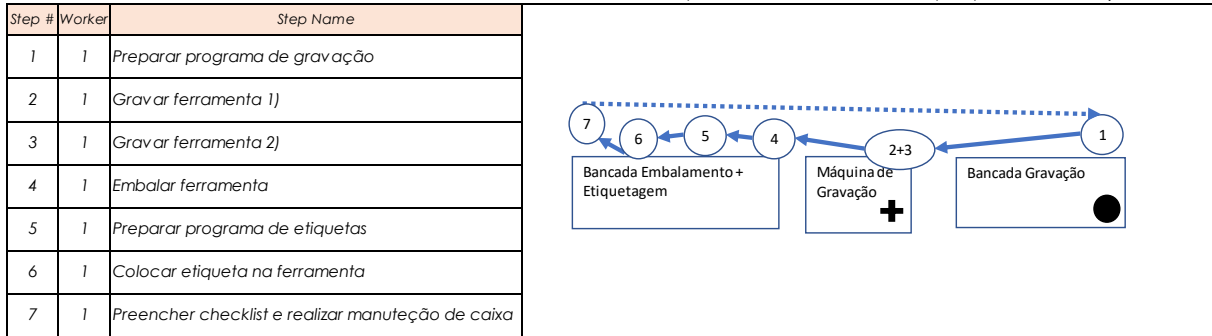 Step # Worker Step Name
1 1 Preparar programa de gravação
2 1 Gravar ferramenta 1)
3 1 Gravar ferramenta 2)
4 1 Embalar ferramenta
5 1 Preparar programa de etiquetas
6 1 Colocar etiqueta na ferramenta
7 1 Preencher checklist e realizar manuteção de caixa
7
6
5
4
2+3
1
Bancada Embalamento +
Etiquetagem
Máquina de
Gravação
Bancada Gravação